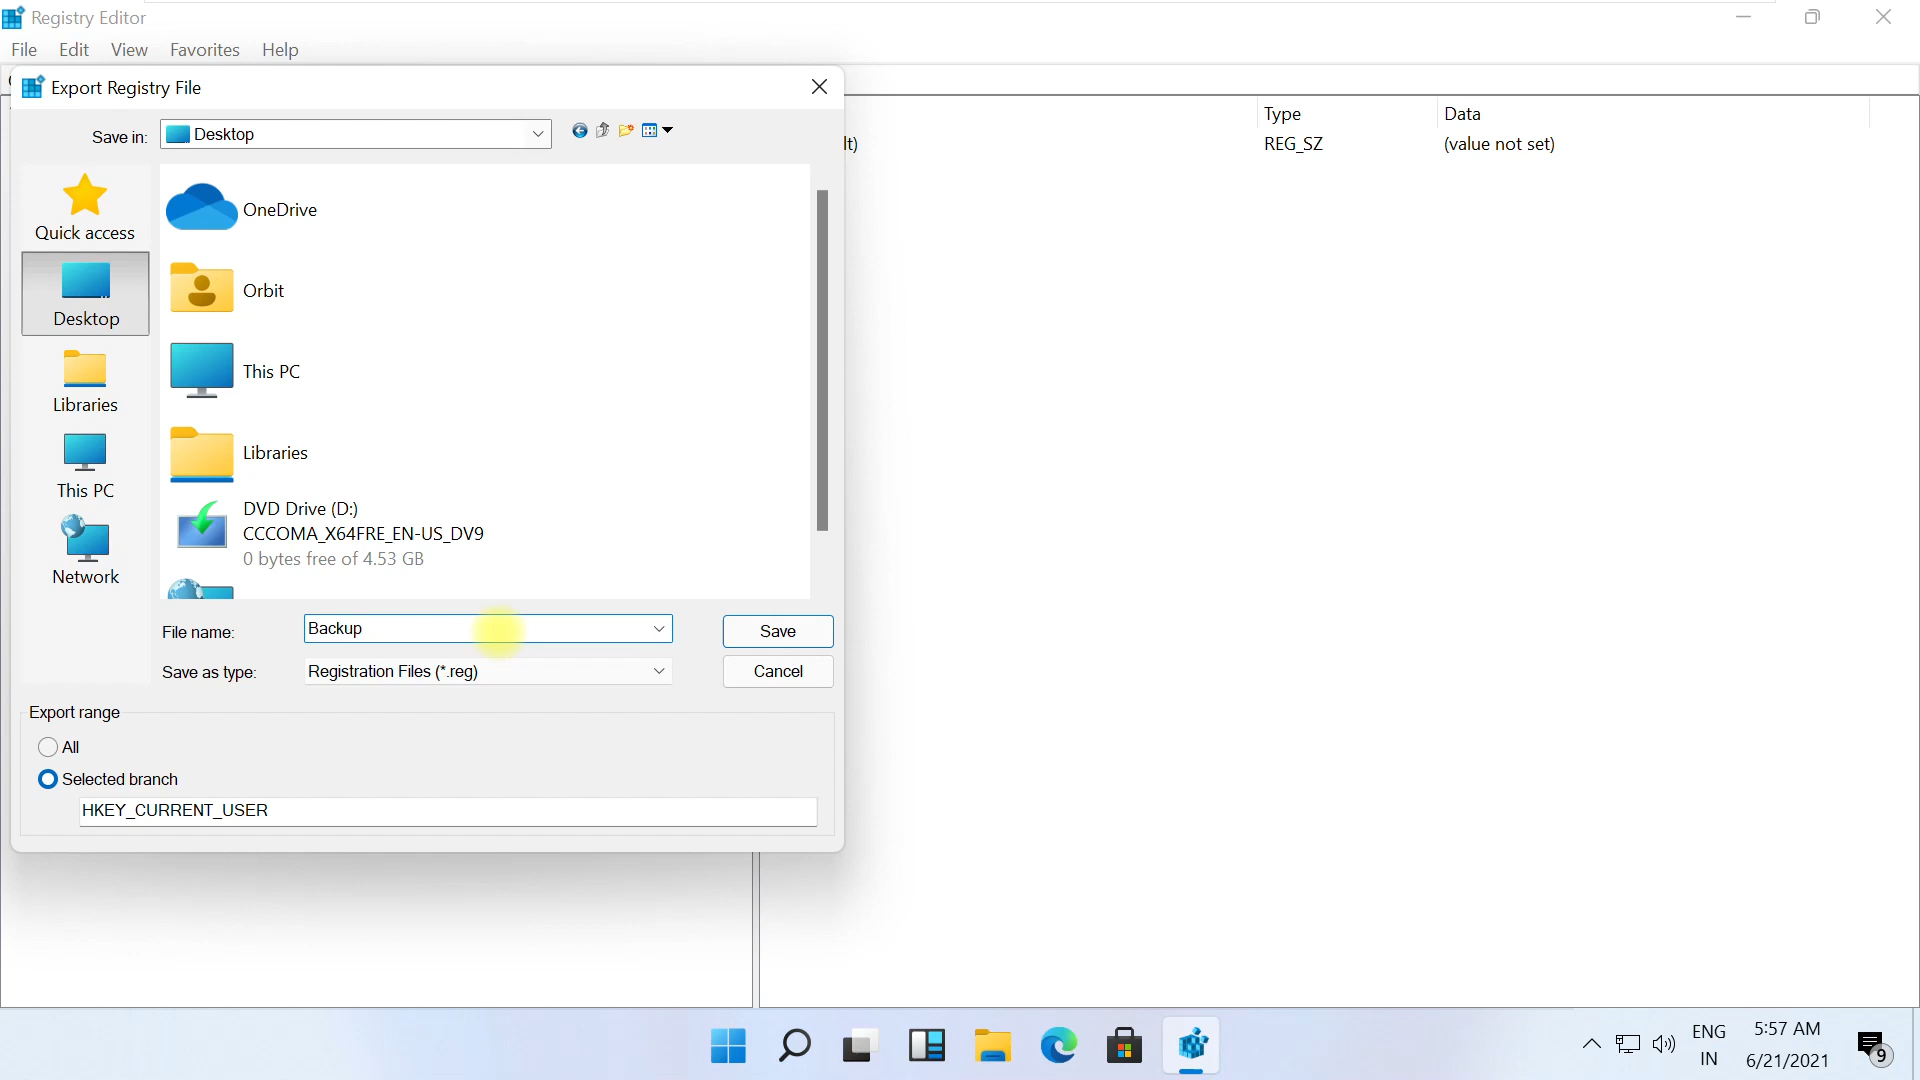 Registry Editor
File Edit View Favorites Help
Export Registry File
Save in: Desktop
Type Data
lt) REG_SZ (value not set)
Quick access
Desktop
Libraries
This PC
Network
OneDrive
Orbit
This PC
Libraries
DVD Drive (D:)
CCCOMA_X64FRE_EN-US_DV9
0 bytes free of 4.53 GB
File name: Backup Save
Save as type: Registration Files (*.reg) Cancel
Export range
All
Selected branch
HKEY_CURRENT_USER
ENG
IN
5:57 AM
6/21/2021
9